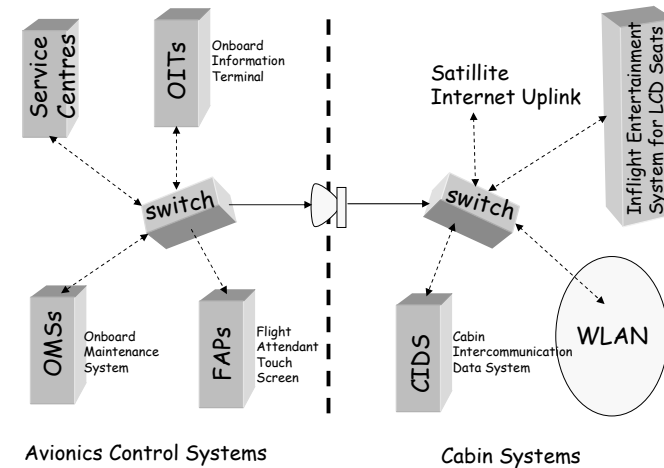 Service
Centres
OITs
Onboard
Information
Terminal
switch
OMSs
Onboard
Maintenance
System
FAPs
Flight
Attendant
Touch
Screen
Avionics Control Systems
Satillite
Internet Uplink
Inflight Entertainment
System for LCD Seats
switch
CIDS
Cabin
Intercommunication
Data System
WLAN
Cabin Systems